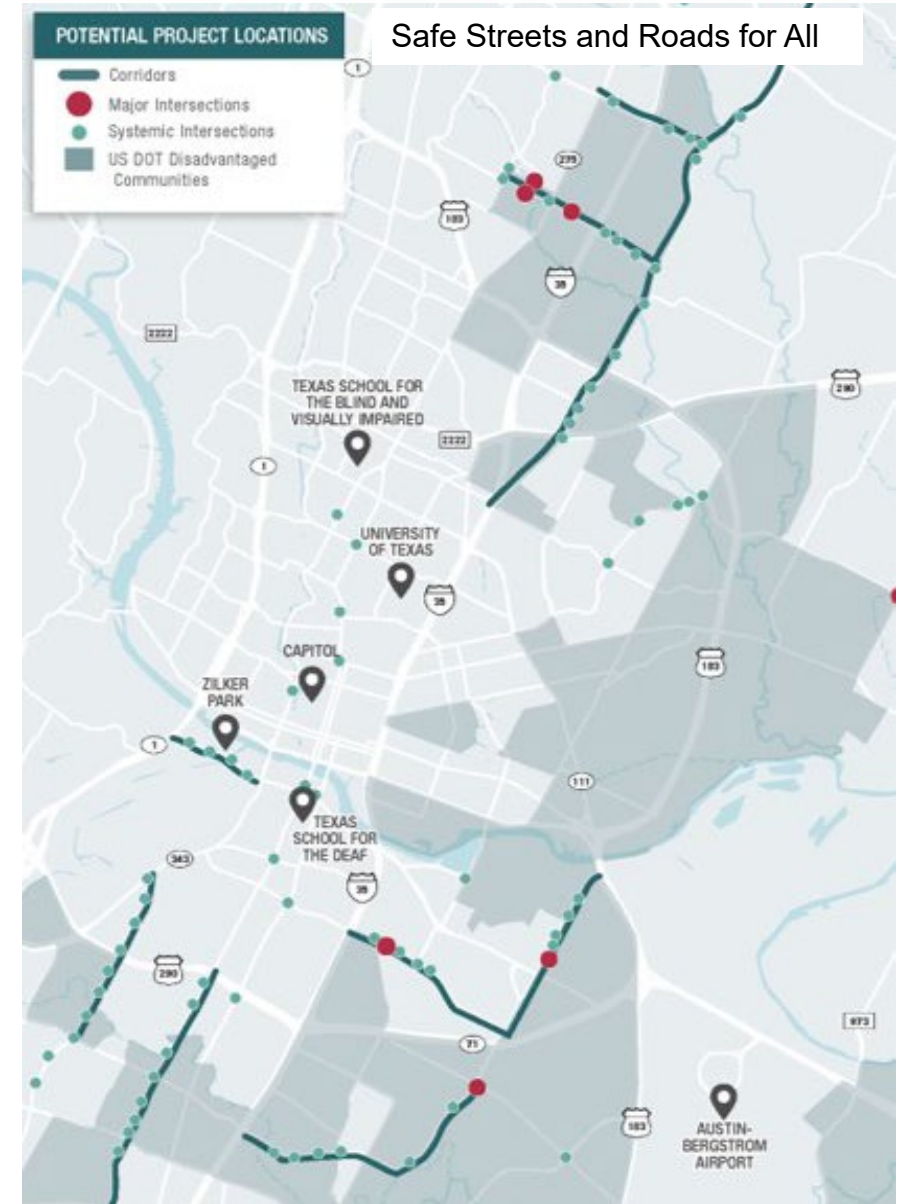 Safe Streets and Roads for All
POTENTIAL PROJECT LOCATIONS
Corridors
Major Intersections
Systemic Intersections
US DOT Disadvantaged
Communities
1
275
183
35
2222
290
TEXAS SCHOOL FOR
THE BLIND AND
VISUALLY IMPAIRED
2222
1
UNIVERSITY
OF TEXAS
35
CAPITOL
183
ZILKER
PARK
1
111
TEXAS
SCHOOL FOR
THE DEAF
343
35
290
973
71
183
AUSTIN-
BERGSTROM
AIRPORT